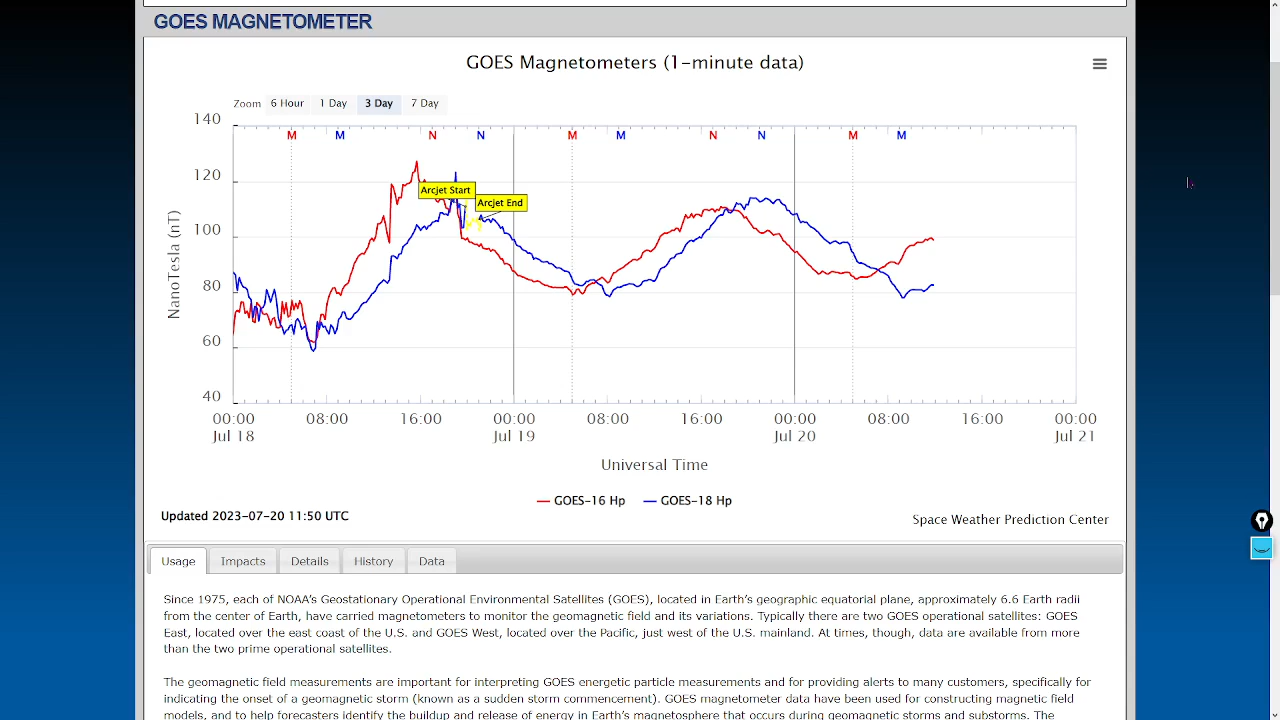 GOES MAGNETOMETER
GOES Magnetometers (1-minute data)
Zoom 6 Hour 1 Day 3 Day 7 Day
140
M M N N M M N N M M
120
Arcjet Start
Arcjet End
100
80
60
40
NanoTesla (nT)
00:00 08:00 16:00 00:00 08:00 16:00 00:00 08:00 16:00 00:00
Jul 18 Jul 19 Jul 20 Jul 21
Universal Time
GOES-16 Hp GOES-18 Hp
Updated 2023-07-20 11:50 UTC
Space Weather Prediction Center
Usage Impacts Details History Data
Since 1975, each of NOAA's Geostationary Operational Environmental Satellites (GOES), located in Earth's geographic equatorial plane, approximately 6.6 Earth radii
from the center of Earth, have carried magnetometers to monitor the geomagnetic field and its variations. Typically there are two GOES operational satellites: GOES
East, located over the east coast of the U.S. and GOES West, located over the Pacific, just west of the U.S. mainland. At times, though, data are available from more
than the two prime operational satellites.
The geomagnetic field measurements are important for interpreting GOES energetic particle measurements and for providing alerts to many customers, specifically for
indicating the onset of a geomagnetic storm (known as a sudden storm commencement). GOES magnetometer data have been used for constructing magnetic field
models, and to help forecasters identify the buildup and release of energy in Earth's magnetosphere that occurs during geomagnetic storms and substorms. The